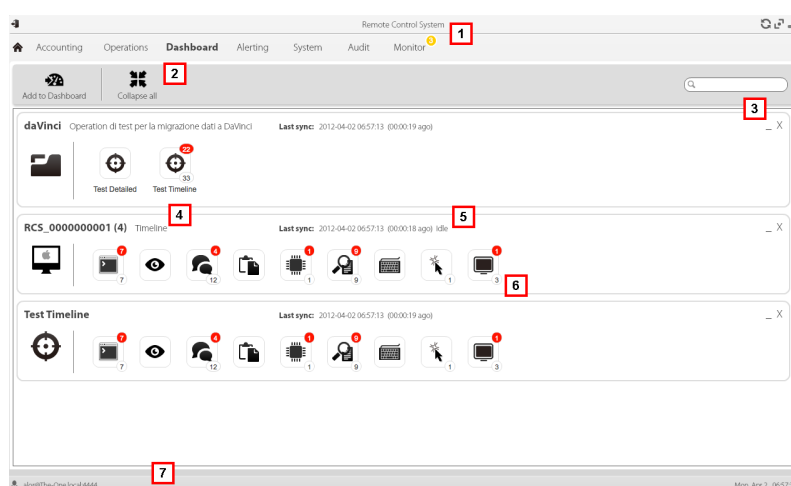 Remote Control System
1
Accounting Operations Dashboard Alerting System Audit Monitor 3
2
Add to Dashboard Collapse all
3
daVinci Operation di test per la migrazione dati a DaVinci Last sync: 2012-04-02 06:57:13 (00:00:19 ago) _ X
22
33
Test Detailed Test Timeline
4
5
RCS_0000000001 (4) Timeline Last sync: 2012-04-02 06:57:13 (00:00:18 ago) Idle _ X
7 4 1 9 1
7 12 1 9 1 3
6
Test Timeline Last sync: 2012-04-02 06:57:13 (00:00:19 ago) _ X
7 4 1 9 1
7 12 1 9 1 3
7
Mon, Apr 2, 06:57